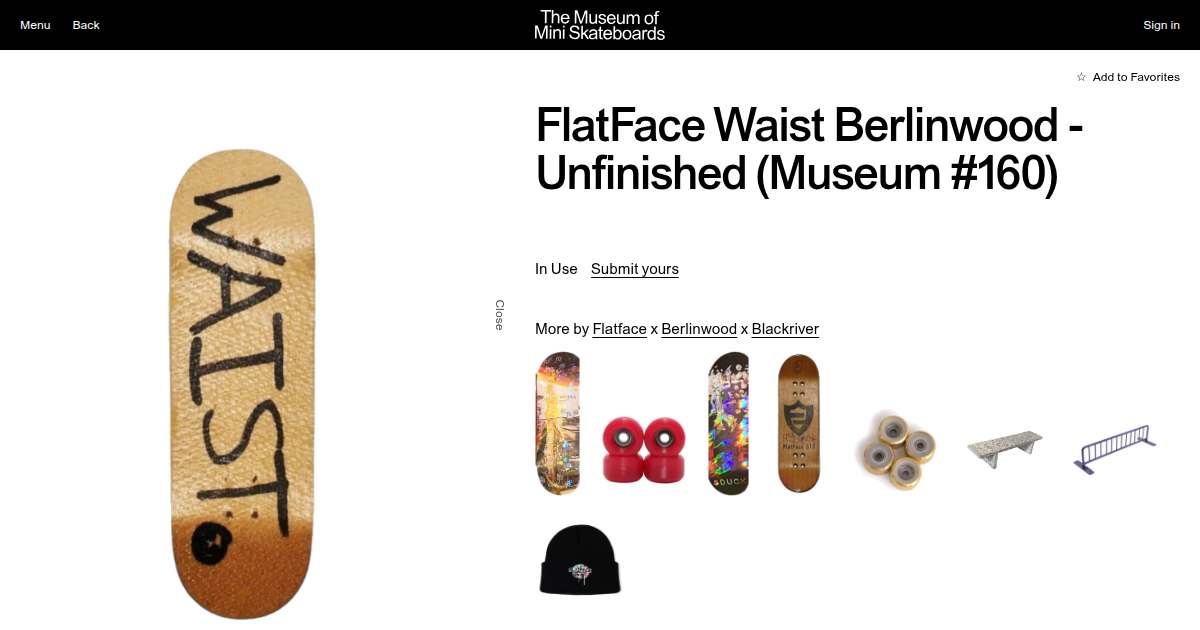 Menu
Back
The Museum of
Mini Skateboards
Sign in
☆ Add to Favorites
FlatFace Waist Berlinwood -
Unfinished (Museum #160)
WAIST
In Use
Submit yours
Close
More by Flatface x Berlinwood x Blackriver